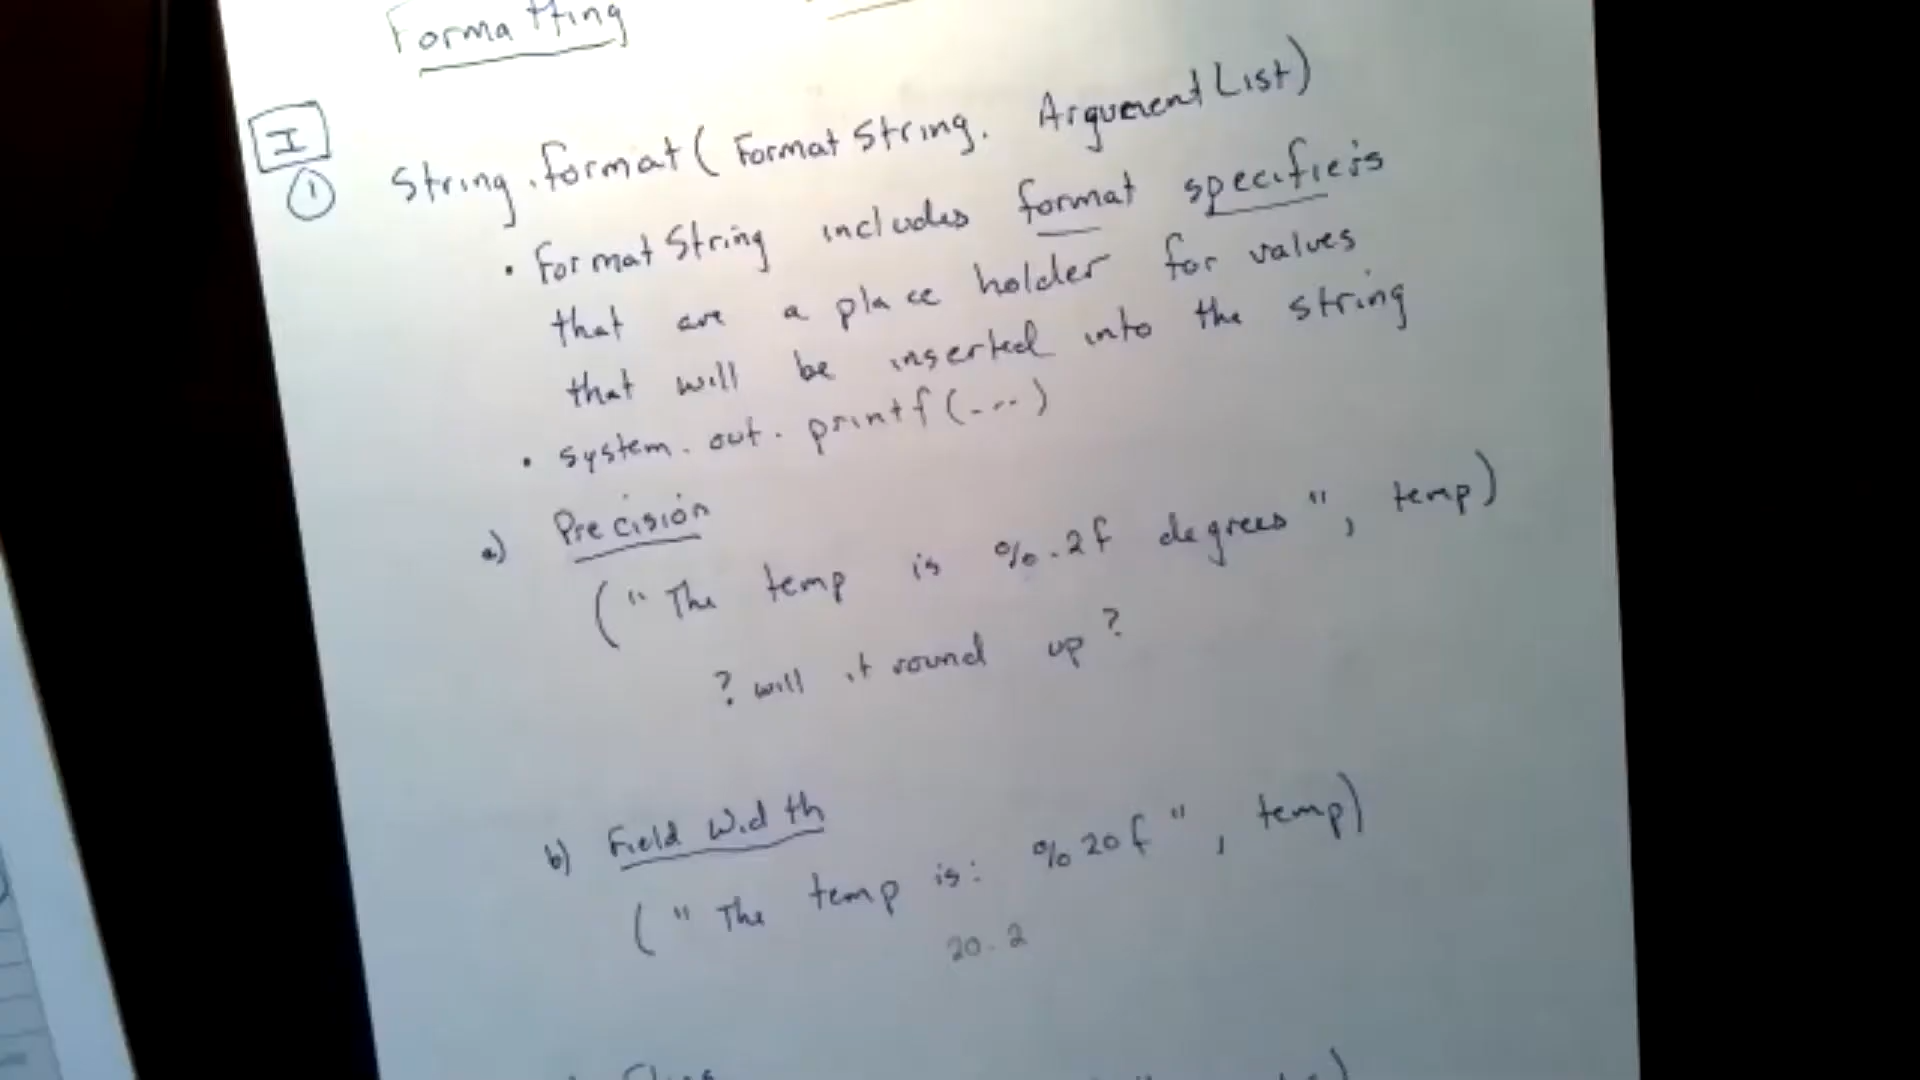 Formatting
I
1 String.format( Format String. Argument List)
• Format String includes format specifiers
that are a place holder for values
that will be inserted into the string
• system.out.printf(---)
a) Precision
("The temp is %.2f degrees", temp)
? will it round up?
b) Field Width
("The temp is: %20f", temp)
20.2